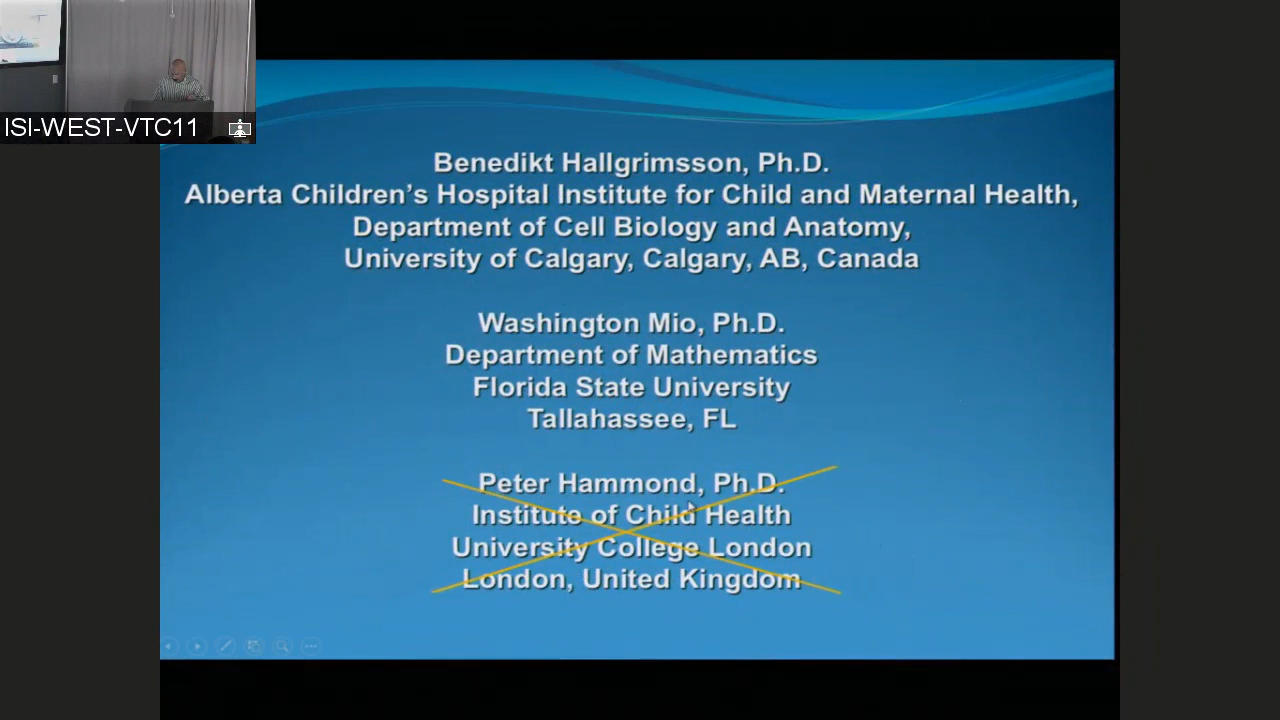 ISI-WEST-VTC11
Benedikt Hallgrimsson, Ph.D.
Alberta Children’s Hospital Institute for Child and Maternal Health,
Department of Cell Biology and Anatomy,
University of Calgary, Calgary, AB, Canada
Washington Mio, Ph.D.
Department of Mathematics
Florida State University
Tallahassee, FL
Peter Hammond, Ph.D.
Institute of Child Health
University College London
London, United Kingdom